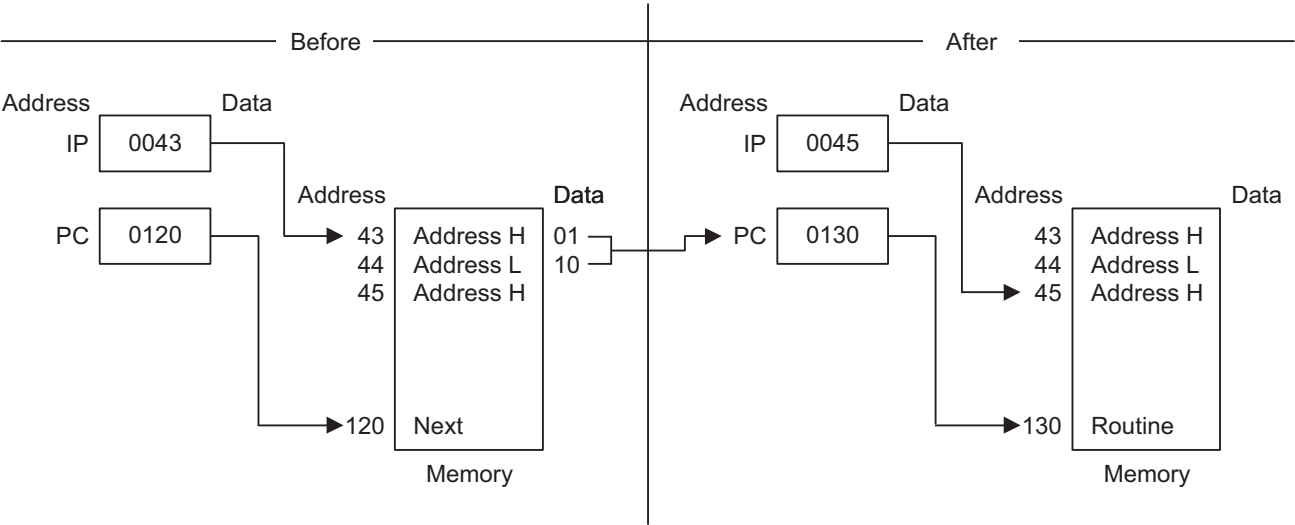 Before
Address Data
IP 0043
Address Data
PC 0120
43 Address H 01
44 Address L 10
45 Address H
120 Next
Memory
After
Address Data
IP 0045
Address Data
PC 0130
43 Address H
44 Address L
45 Address H
130 Routine
Memory